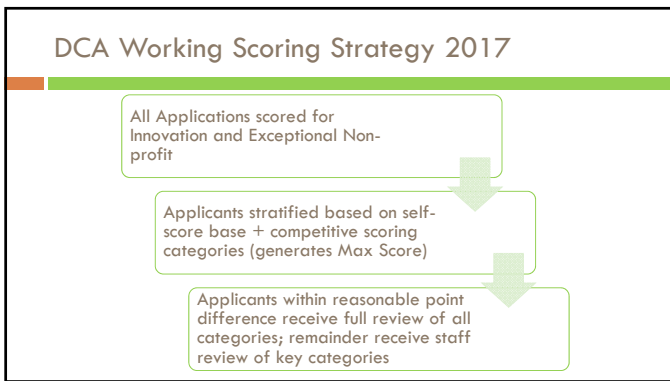 DCA Working Scoring Strategy 2017
All Applications scored for
Innovation and Exceptional Non-
profit
Applicants stratified based on self-
score base + competitive scoring
categories (generates Max Score)
Applicants within reasonable point
difference receive full review of all
categories; remainder receive staff
review of key categories